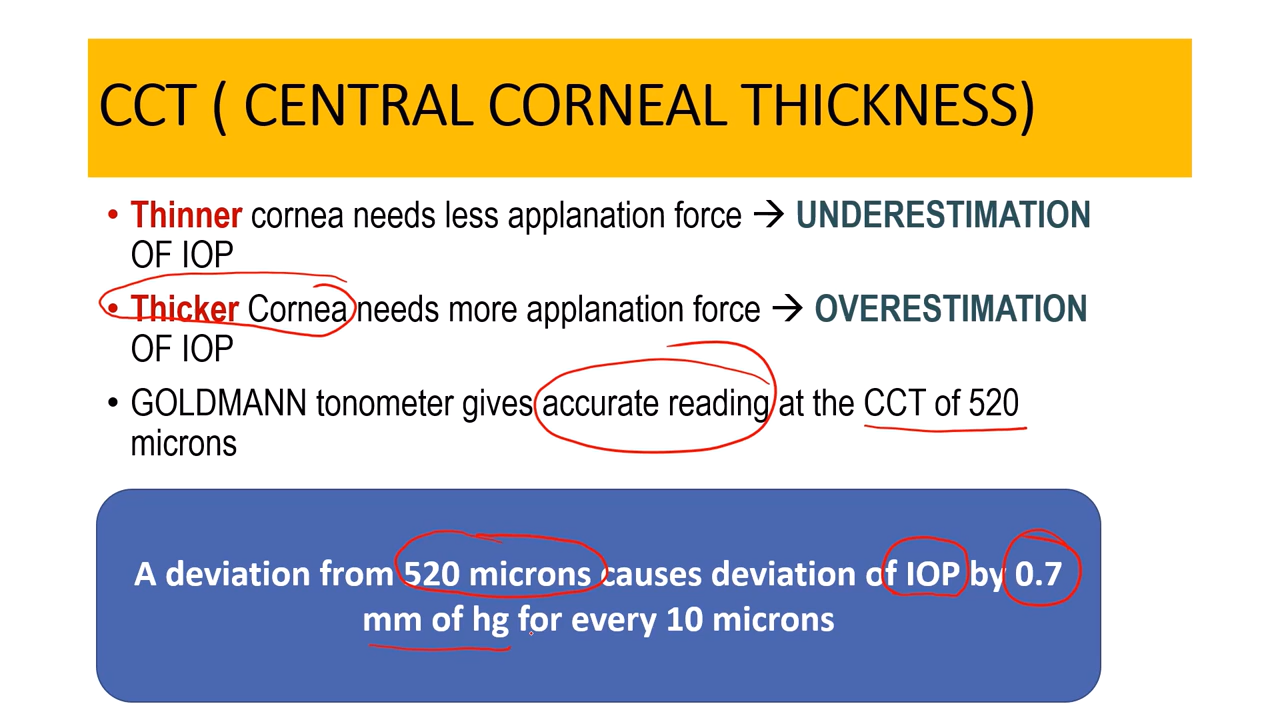 CCT ( CENTRAL CORNEAL THICKNESS)
• Thinner cornea needs less applanation force → UNDERESTIMATION
OF IOP
• Thicker Cornea needs more applanation force → OVERESTIMATION
OF IOP
• GOLDMANN tonometer gives accurate reading at the CCT of 520
microns
A deviation from 520 microns causes deviation of IOP by 0.7
mm of hg for every 10 microns